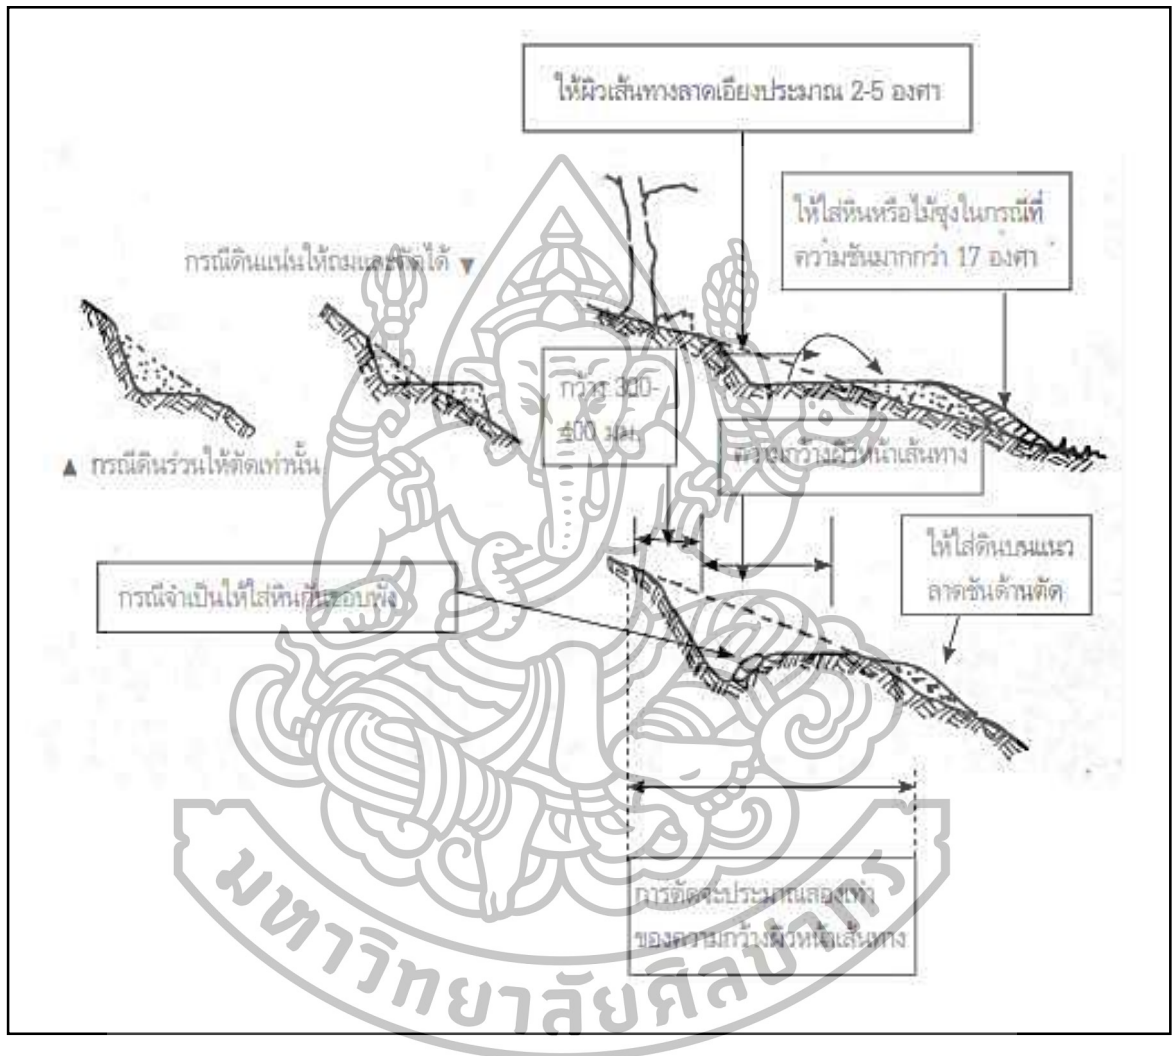 ให้ผิวเส้นทางลาดเอียงประมาณ 2-5 องศา
ให้ใส่หินหรือไม้ซุงในกรณีที่
ความชันมากกว่า 17 องศา
กรณีดินแน่นให้ถมและตัดได้ ▼
▲ กรณีดินร่วนให้ตัดเท่านั้น
กว้าง 300-
400 มม.
ความกว้างผิวหน้าเส้นทาง
ให้ใส่ดินบนแนว
ลาดชันด้านตัด
กรณีจำเป็นให้ใส่หินกันขอบพัง
การตัดจะประมาณสองเท่า
ของความกว้างผิวหน้าเส้นทาง
มหาวิทยาลัยศิลปากร